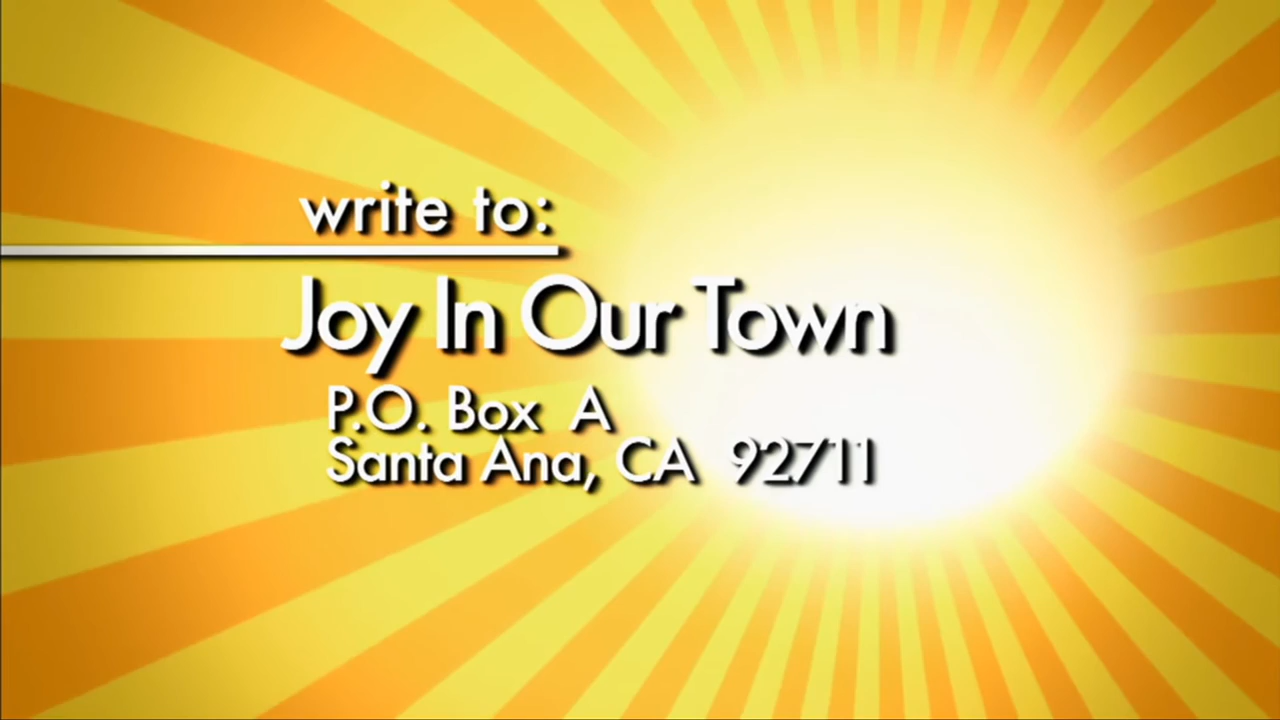 write to:
Joy In Our Town
P.O. Box A
Santa Ana, CA 92711